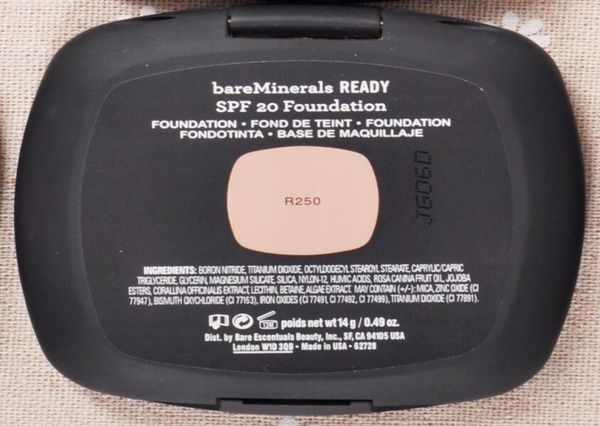 bareMinerals READY
SPF 20 Foundation
FOUNDATION • FOND DE TEINT • FOUNDATION
FONDOTINTA • BASE DE MAQUILLAJE
R250
JG06D
INGREDIENTS: BORON NITRIDE, TITANIUM DIOXIDE, OCTYLDODECYL STEAROYL STEARATE, CAPRYLIC/CAPRIC
TRIGLYCERIDE, GLYCERIN, MAGNESIUM SILICATE, SILICA, NYLON-12, HUMIC ACIDS, ROSA CANINA FRUIT OIL, JOJOBA
ESTERS, CORALLINA OFFICINALIS EXTRACT, LECITHIN, BETAINE, ALGAE EXTRACT MAY CONTAIN (+/-): MICA, ZINC OXIDE (CI
77947), BISMUTH OXYCHLORIDE (CI 77163), IRON OXIDES (CI 77491, CI 77492, CI 77499), TITANIUM DIOXIDE (CI 77891).
12M poids net wt 14 g / 0.49 oz.
Dist. by Bare Escentuals Beauty, Inc., SF, CA 94105 USA
London W1D 3QB • Made in USA • 62728